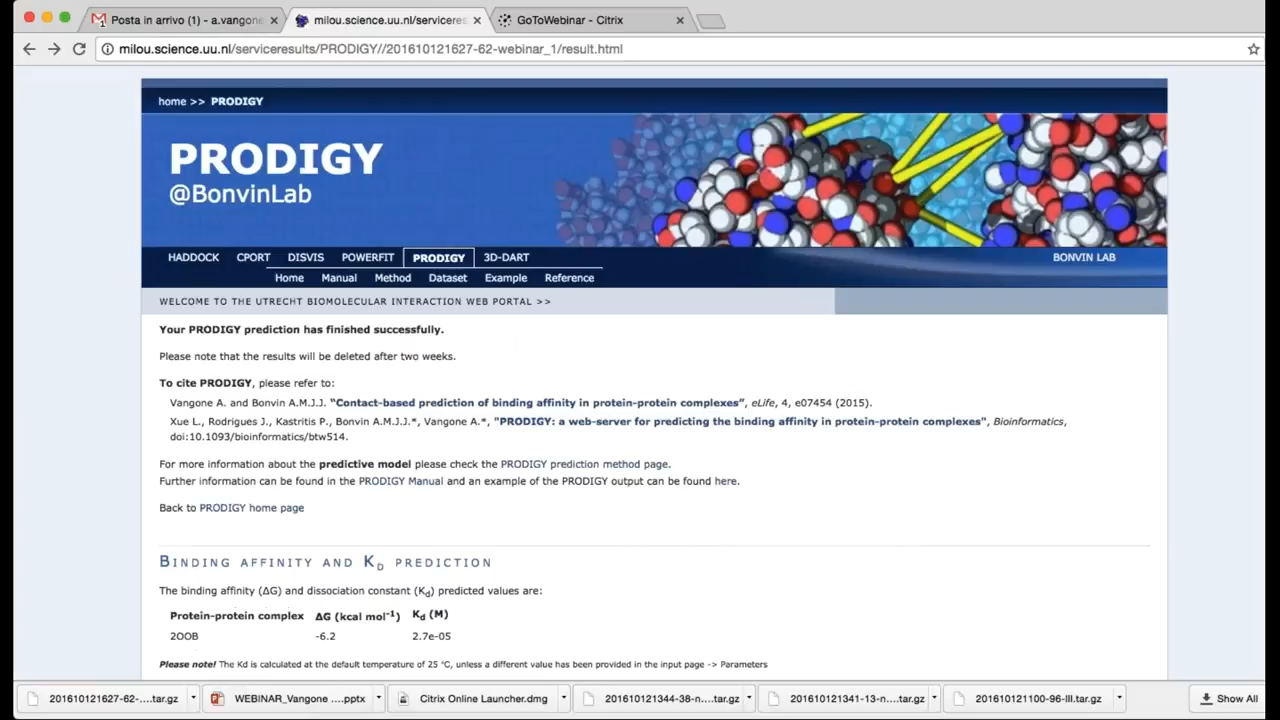 Posta in arrivo (1) - a.vangone
milou.science.uu.nl/serviceres
GoToWebinar - Citrix
milou.science.uu.nl/serviceresults/PRODIGY//201610121627-62-webinar_1/result.html
home >> PRODIGY
PRODIGY
@BonvinLab
HADDOCK CPORT DISVIS POWERFIT PRODIGY 3D-DART BONVIN LAB
Home Manual Method Dataset Example Reference
WELCOME TO THE UTRECHT BIOMOLECULAR INTERACTION WEB PORTAL >>
Your PRODIGY prediction has finished successfully.
Please note that the results will be deleted after two weeks.
To cite PRODIGY, please refer to:
Vangone A. and Bonvin A.M.J.J. "Contact-based prediction of binding affinity in protein-protein complexes", eLife, 4, e07454 (2015).
Xue L., Rodrigues J., Kastritis P., Bonvin A.M.J.J.*, Vangone A.*, "PRODIGY: a web-server for predicting the binding affinity in protein-protein complexes", Bioinformatics,
doi:10.1093/bioinformatics/btw514.
For more information about the predictive model please check the PRODIGY prediction method page.
Further information can be found in the PRODIGY Manual and an example of the PRODIGY output can be found here.
Back to PRODIGY home page
BINDING AFFINITY AND KD PREDICTION
The binding affinity (ΔG) and dissociation constant (Kd) predicted values are:
Protein-protein complex ΔG (kcal mol-1) Kd (M)
2OOB -6.2 2.7e-05
Please note! The Kd is calculated at the default temperature of 25 °C, unless a different value has been provided in the input page -> Parameters
201610121627-62-....tar.gz WEBINAR_Vangone ....pptx Citrix Online Launcher.dmg 201610121344-38-n....tar.gz 201610121341-13-n....tar.gz 201610121100-96-III.tar.gz Show All